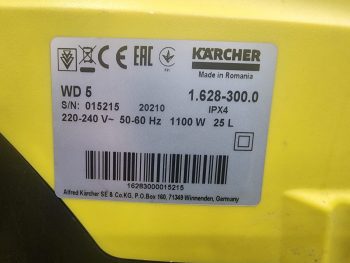 EAC
KÄRCHER
Made in Romania
WD 5 1.628-300.0
S/N: 015215 20210 IPX4
220-240 V~ 50-60 Hz 1100 W 25 L
16283000015215
Alfred Kärcher SE & Co.KG, P.O.Box 160, 71349 Winnenden, Germany